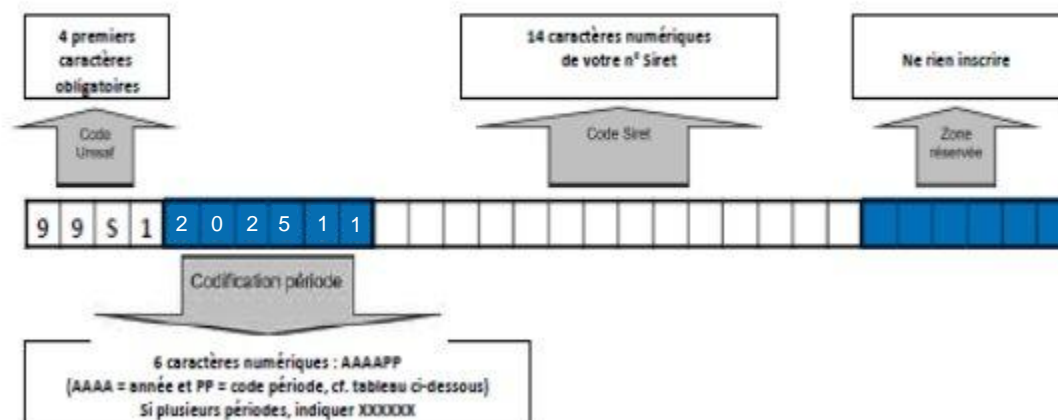 4 premiers
caractères
obligatoires
14 caractères numériques
de votre n° Siret
Ne rien inscrire
Code
Urssaf
Code Siret
Zone
réservée
9 9 S 1 2 0 2 5 1 1
Codification période
6 caractères numériques : AAAAPP
(AAAA = année et PP = code période, cf. tableau ci-dessous)
Si plusieurs périodes, indiquer XXXXXX